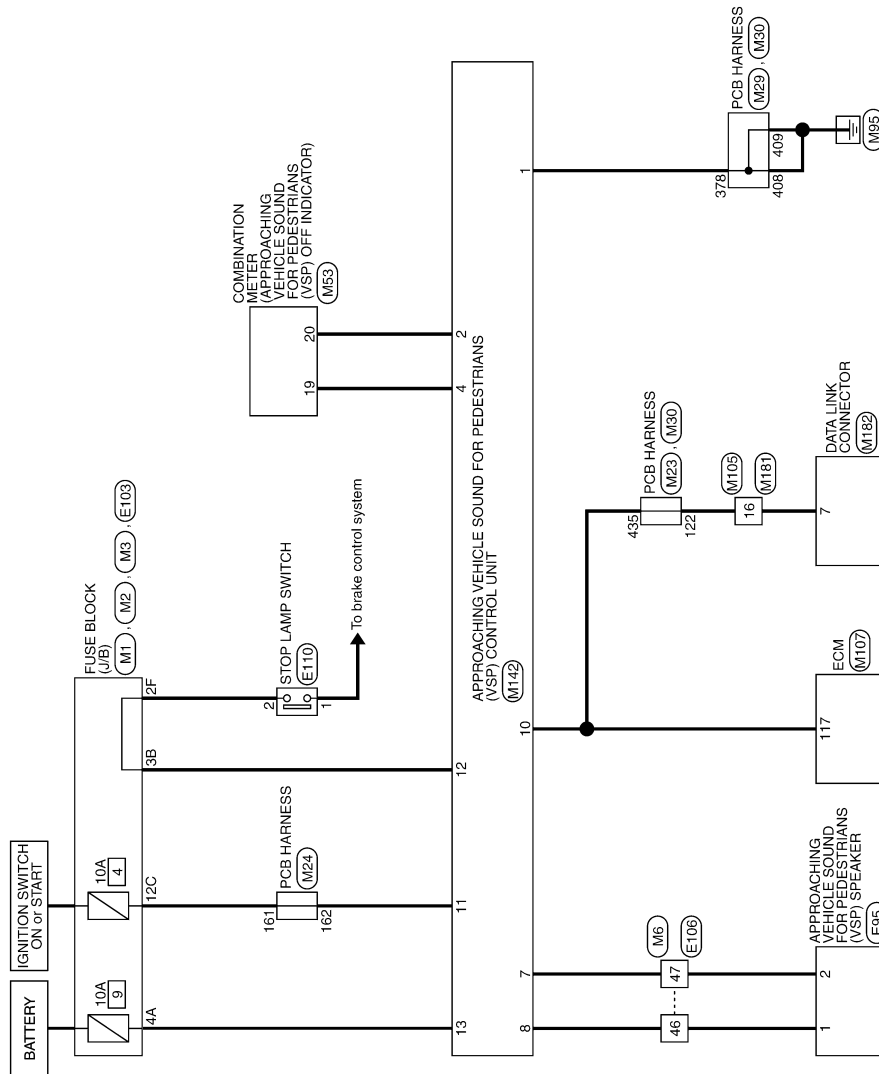 BATTERY
IGNITION SWITCH
ON or START
10A
9
10A
4
FUSE BLOCK
(J/B)
M1 , M2 , M3 , E103
4A
12C
3B
2F
161
PCB HARNESS
M24
162
2
STOP LAMP SWITCH
E110
1
To brake control system
COMBINATION
METER
(APPROACHING
VEHICLE SOUND
FOR PEDESTRIANS
(VSP) OFF INDICATOR)
M53
19
20
13
11
12
4
2
APPROACHING VEHICLE SOUND FOR PEDESTRIANS
(VSP) CONTROL UNIT
M142
8
7
10
1
46
47
M6
E106
435
PCB HARNESS
M23 , M30
122
16
M105
M181
378
PCB HARNESS
M29 , M30
408
409
M95
1
2
APPROACHING
VEHICLE SOUND
FOR PEDESTRIANS
(VSP) SPEAKER
E95
117
ECM
M107
7
DATA LINK
CONNECTOR
M182